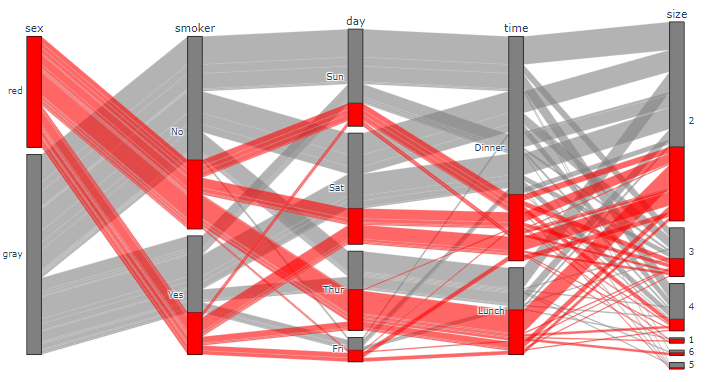 sex
smoker
day
time
size
red
gray
No
Yes
Sun
Sat
Thur
Fri
Dinner
Lunch
2
3
4
1
6
5